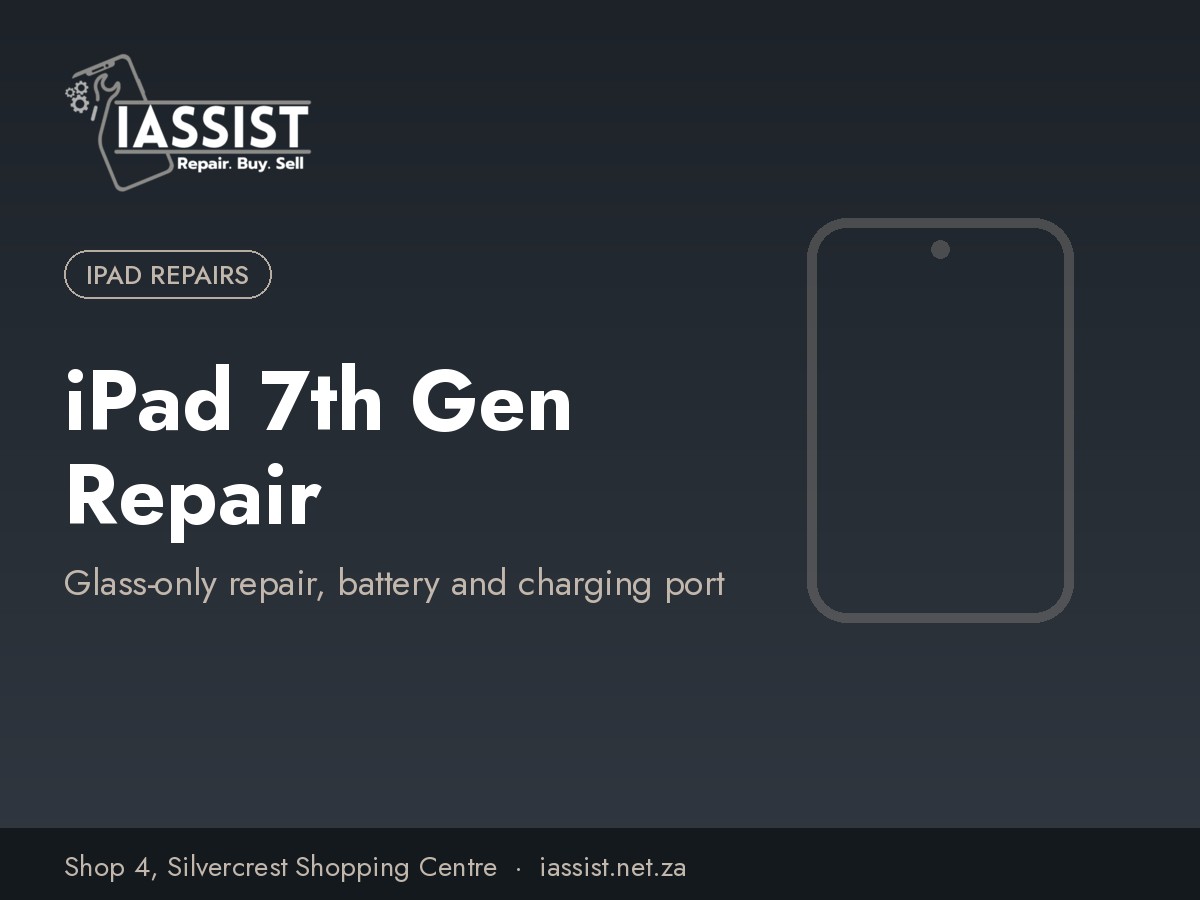 IASSIST
Repair. Buy. Sell
IPAD REPAIRS
iPad 7th Gen
Repair
Glass-only repair, battery and charging port
Shop 4, Silvercrest Shopping Centre · iassist.net.za